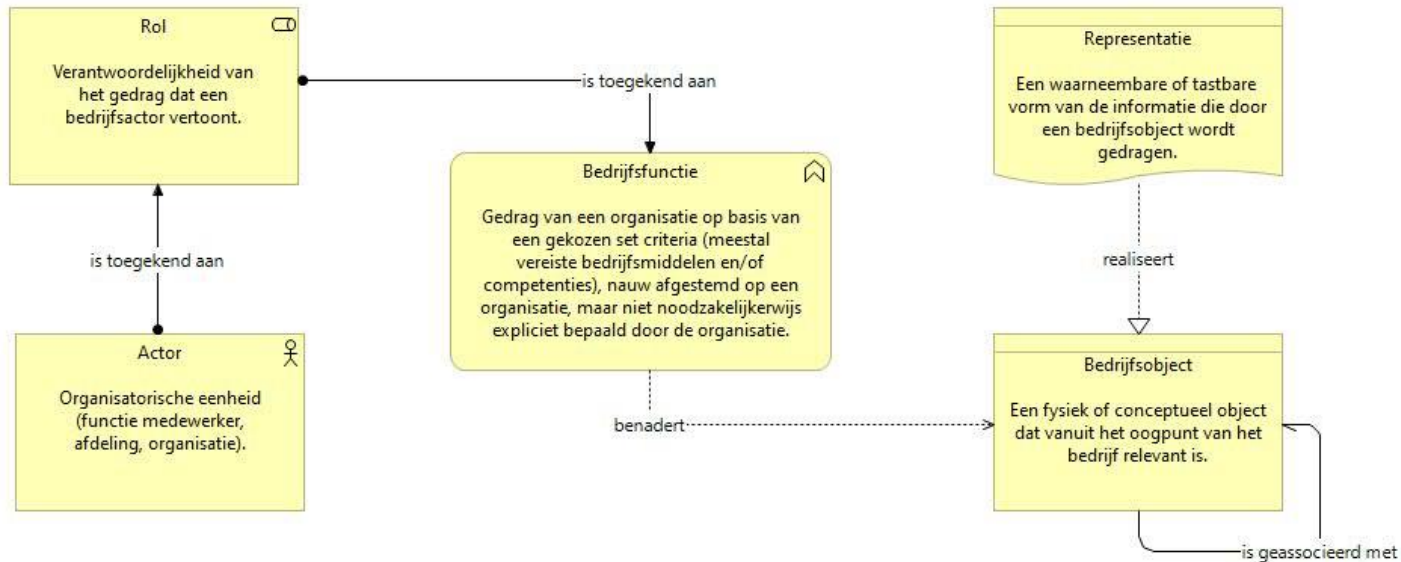 Rol
Verantwoordelijkheid van
het gedrag dat een
bedrijfsactor vertoont.
is toegekend aan
Representatie
Een waarneembare of tastbare
vorm van de informatie die door
een bedrijfsobject wordt
gedragen.
Bedrijfsfunctie
Gedrag van een organisatie op basis van
een gekozen set criteria (meestal
vereiste bedrijfsmiddelen en/of
competenties), nauw afgestemd op een
organisatie, maar niet noodzakelijkerwijs
expliciet bepaald door de organisatie.
is toegekend aan
realiseert
Actor
Organisatorische eenheid
(functie medewerker,
afdeling, organisatie).
benadert
Bedrijfsobject
Een fysiek of conceptueel object
dat vanuit het oogpunt van het
bedrijf relevant is.
is geassocieerd met